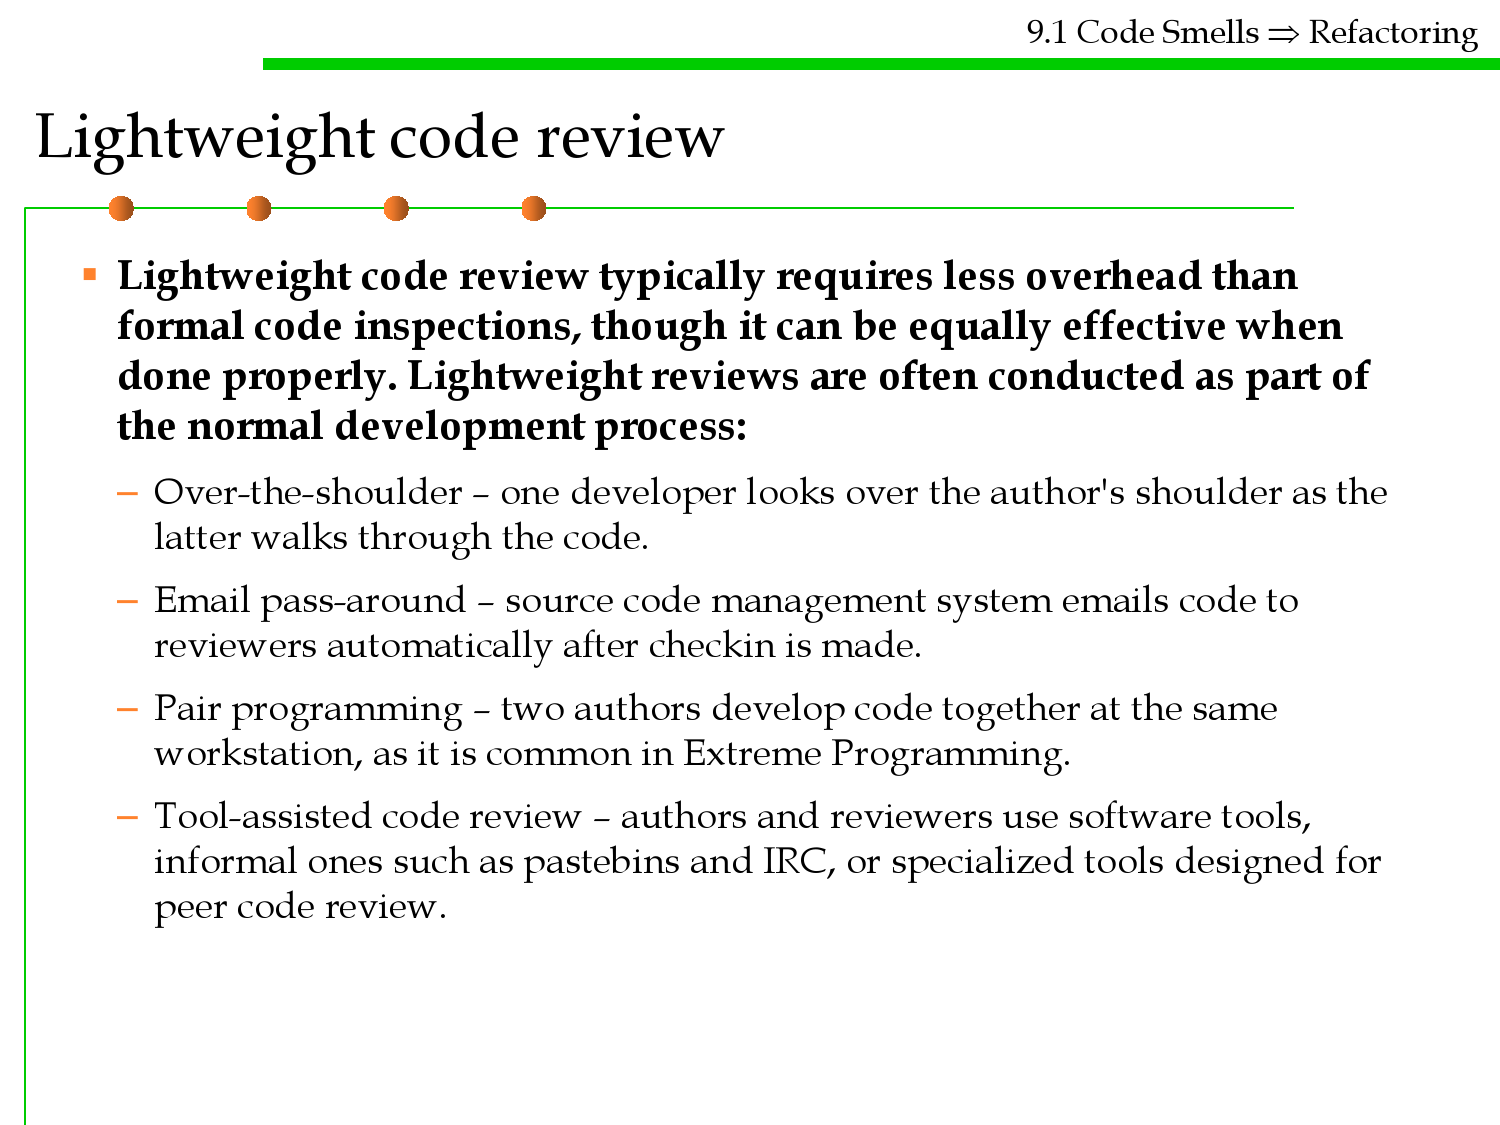 9.1 Code Smells ⇒ Refactoring
Lightweight code review
▪ Lightweight code review typically requires less overhead than
formal code inspections, though it can be equally effective when
done properly. Lightweight reviews are often conducted as part of
the normal development process:
– Over-the-shoulder – one developer looks over the author's shoulder as the
latter walks through the code.
– Email pass-around – source code management system emails code to
reviewers automatically after checkin is made.
– Pair programming – two authors develop code together at the same
workstation, as it is common in Extreme Programming.
– Tool-assisted code review – authors and reviewers use software tools,
informal ones such as pastebins and IRC, or specialized tools designed for
peer code review.